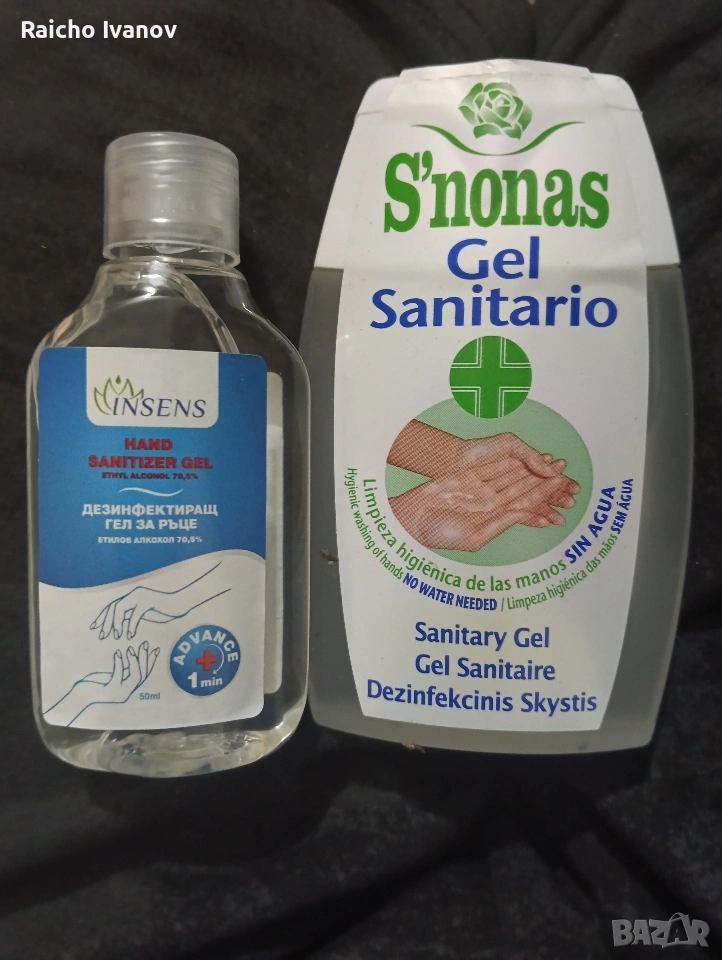 Raicho Ivanov
INSENS
HAND
SANITIZER GEL
ETHYL ALCOHOL 70,5%
ДЕЗИНФЕКТИРАЩ
ГЕЛ ЗА РЪЦЕ
ЕТИЛОВ АЛКОХОЛ 70,5%
ADVANCE
1 min
50ml
S'nonas
Gel
Sanitario
Limpieza higiénica de las manos SIN AGUA
Hygienic washing of hands NO WATER NEEDED / Limpeza higiénica das mãos SEM ÁGUA
Sanitary Gel
Gel Sanitaire
Dezinfekcinis Skystis
BAZAR